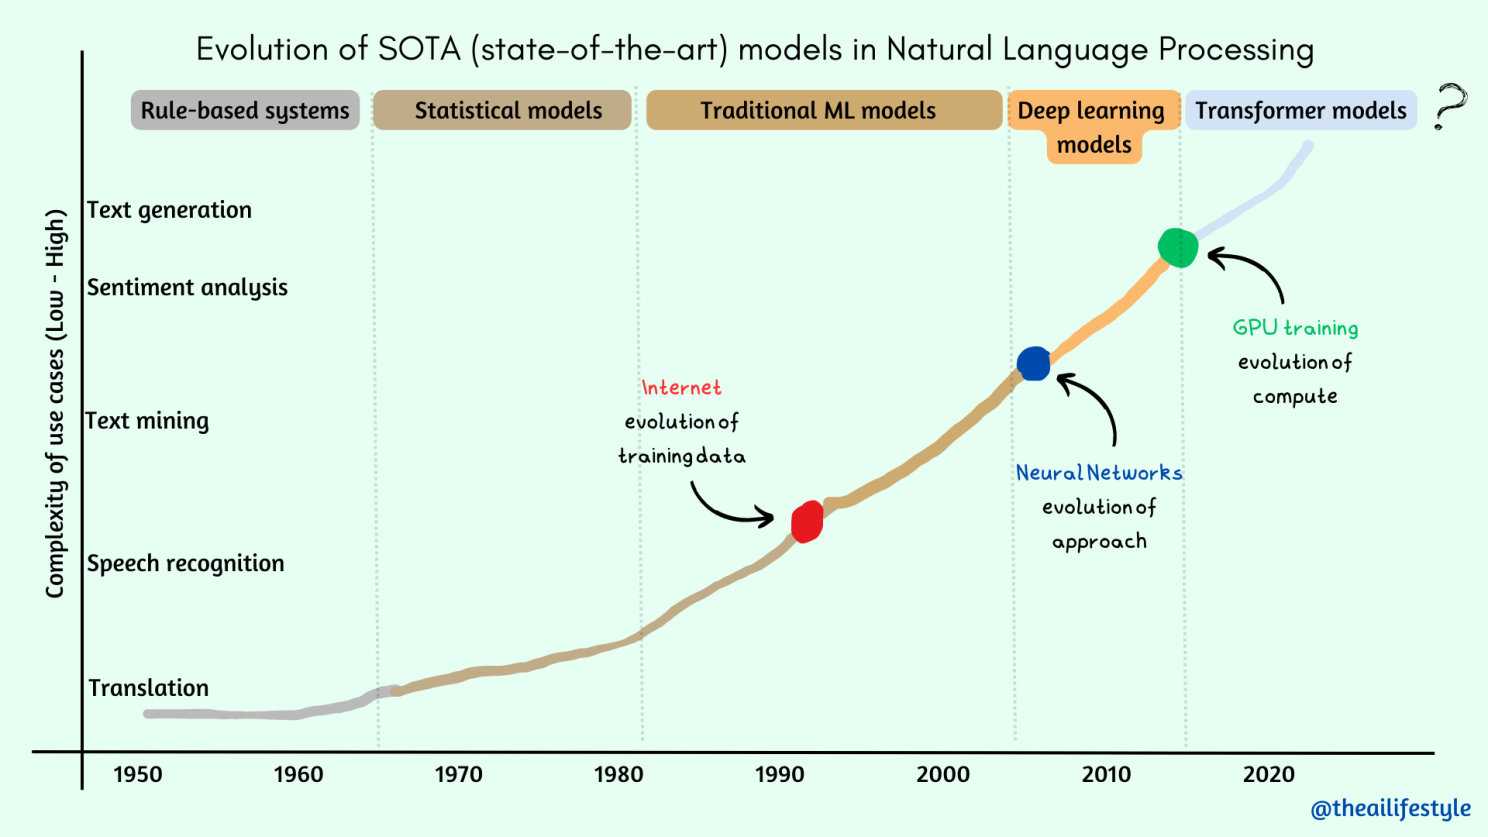 Evolution of SOTA (state-of-the-art) models in Natural Language Processing
Rule-based systems
Statistical models
Traditional ML models
Deep learning
models
Transformer models
?
Complexity of use cases (Low - High)
Text generation
Sentiment analysis
Text mining
Speech recognition
Translation
Internet
evolution of
training data
Neural Networks
evolution of
approach
GPU training
evolution of
compute
1950 1960 1970 1980 1990 2000 2010 2020
@theailifestyle